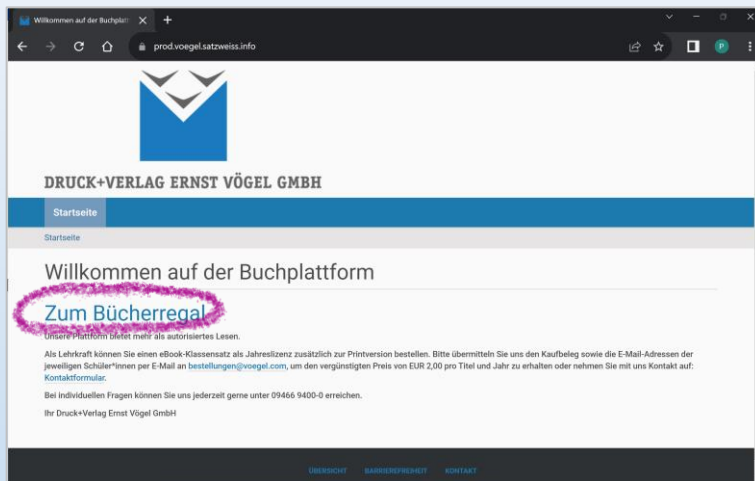 Willkommen auf der Buchplatt
prod.voegel.satzweiss.info
P
DRUCK+VERLAG ERNST VÖGEL GMBH
Startseite
Startseite
Willkommen auf der Buchplattform
Zum Bücherregal
Unsere Plattform bietet mehr als autorisiertes Lesen.
Als Lehrkraft können Sie einen eBook-Klassensatz als Jahreslizenz zusätzlich zur Printversion bestellen. Bitte übermitteln Sie uns den Kaufbeleg sowie die E-Mail-Adressen der
jeweiligen Schüler*innen per E-Mail an bestellungen@voegel.com, um den vergünstigten Preis von EUR 2,00 pro Titel und Jahr zu erhalten oder nehmen Sie mit uns Kontakt auf:
Kontaktformular.
Bei individuellen Fragen können Sie uns jederzeit gerne unter 09466 9400-0 erreichen.
Ihr Druck+Verlag Ernst Vögel GmbH
ÜBERSICHT BARRIEREFREIHEIT KONTAKT